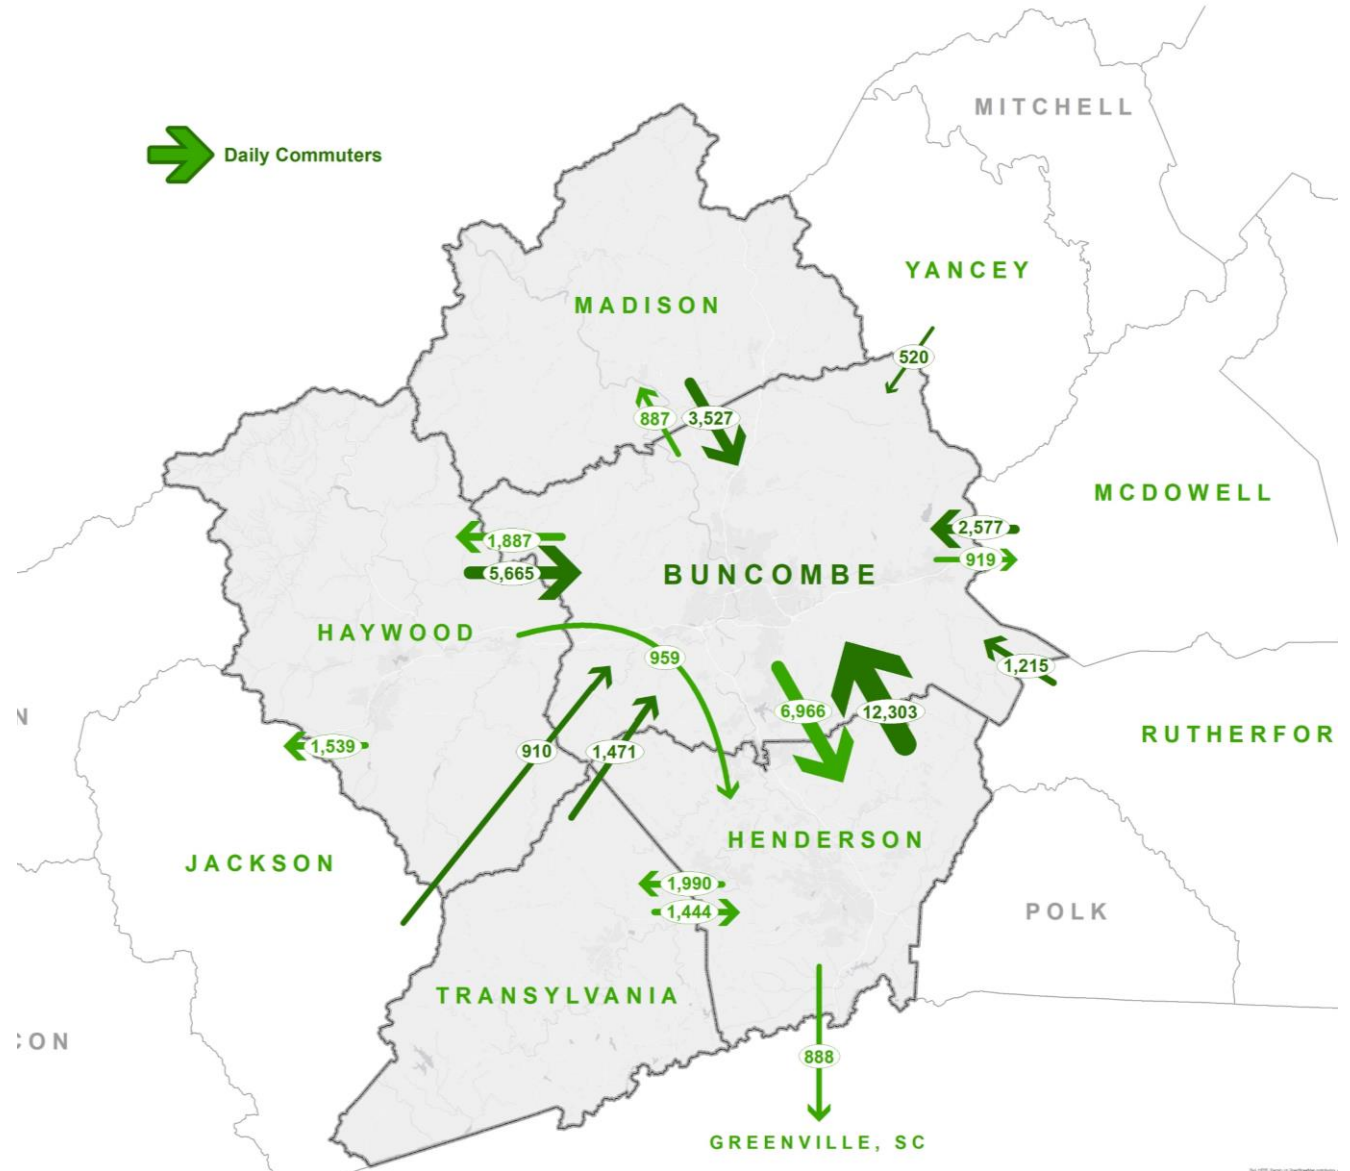 MITCHELL
Daily Commuters
YANCEY
MADISON
520
887
3,527
MCDOWELL
2,577
1,887
919
5,665
BUNCOMBE
HAYWOOD
959
1,215
6,966
12,303
N
RUTHERFOR
1,539
910
1,471
HENDERSON
JACKSON
1,990
1,444
POLK
TRANSYLVANIA
CON
888
GREENVILLE, SC